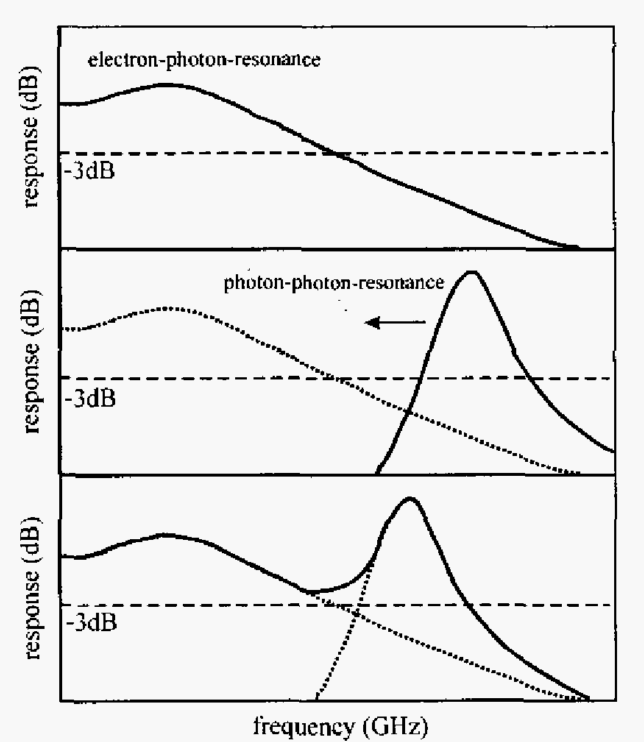 electron-photon-resonance
response (dB)
-3dB
photon-photon-resonance
response (dB)
-3dB
response (dB)
-3dB
frequency (GHz)